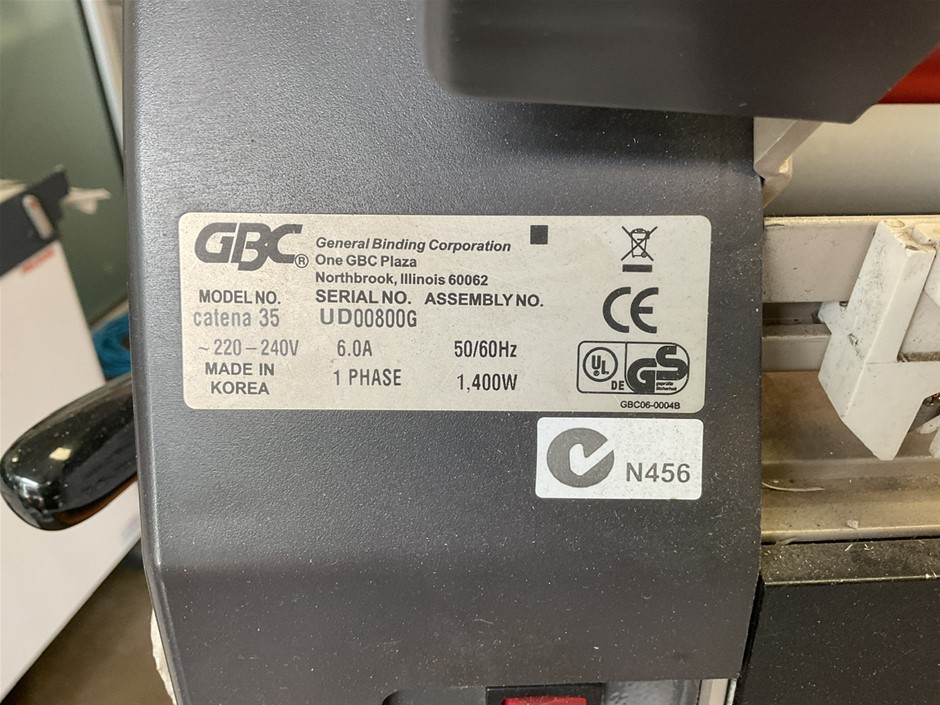 GBC®
General Binding Corporation
One GBC Plaza
Northbrook, Illinois 60062
MODEL NO. SERIAL NO. ASSEMBLY NO.
catena 35 UD00800G
~220-240V 6.0A 50/60Hz
MADE IN KOREA 1 PHASE 1,400W
CE
UL DE GS
geprüfte Sicherheit
GBC06-0004B
N456